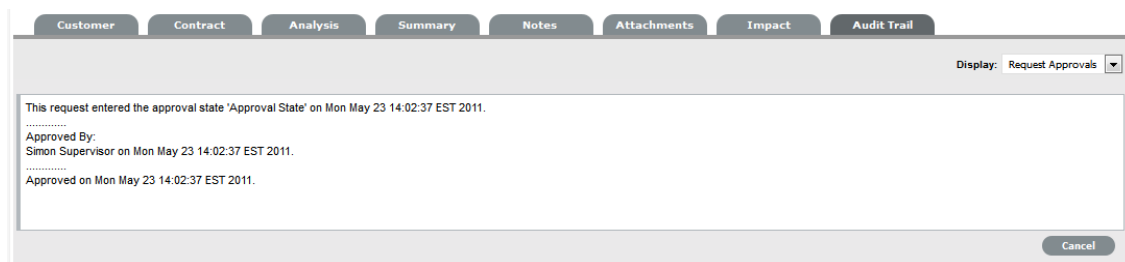 Customer Contract Analysis Summary Notes Attachments Impact Audit Trail
Display: Request Approvals
This request entered the approval state 'Approval State' on Mon May 23 14:02:37 EST 2011.
.............
Approved By:
Simon Supervisor on Mon May 23 14:02:37 EST 2011.
.............
Approved on Mon May 23 14:02:37 EST 2011.
Cancel